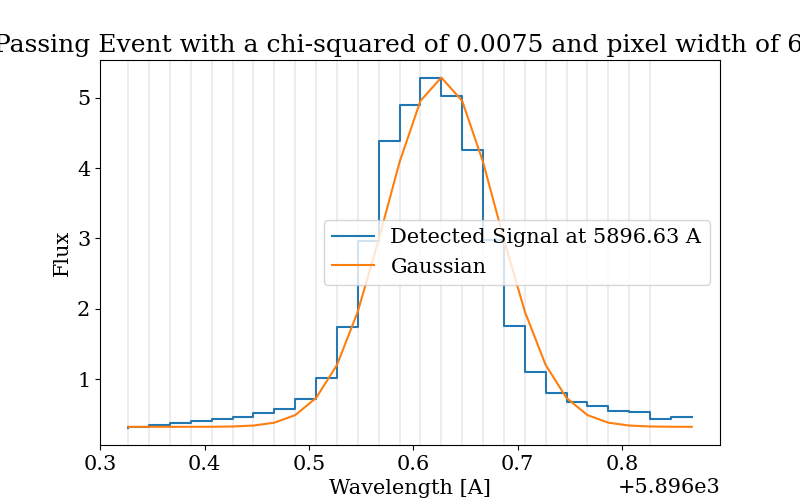 Passing Event with a chi-squared of 0.0075 and pixel width of 6
Flux
5
4
3
2
1
Detected Signal at 5896.63 A
Gaussian
0.3 0.4 0.5 0.6 0.7 0.8
+5.896e3
Wavelength [A]